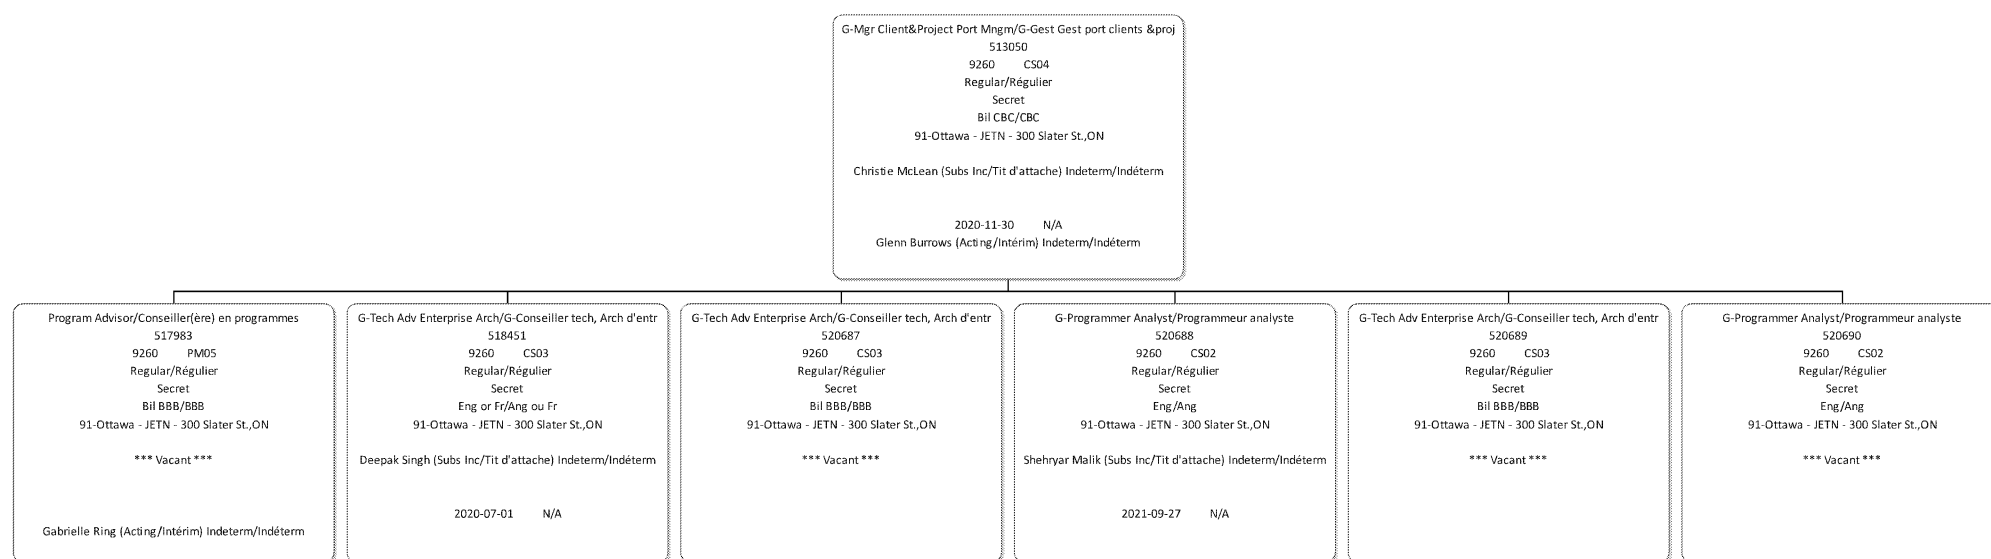 G-Mgr Client&Project Port Mngm/G-Gest Gest port clients &proj
513050
9260 CS04
Regular/Régulier
Secret
Bil CBC/CBC
91-Ottawa - JETN - 300 Slater St.,ON
Christie McLean (Subs Inc/Tit d'attache) Indeterm/Indéterm
2020-11-30 N/A
Glenn Burrows (Acting/Intérim) Indeterm/Indéterm
Program Advisor/Conseiller(ère) en programmes
517983
9260 PM05
Regular/Régulier
Secret
Bil BBB/BBB
91-Ottawa - JETN - 300 Slater St.,ON
*** Vacant ***
Gabrielle Ring (Acting/Intérim) Indeterm/Indéterm
G-Tech Adv Enterprise Arch/G-Conseiller tech, Arch d'entr
518451
9260 CS03
Regular/Régulier
Secret
Eng or Fr/Ang ou Fr
91-Ottawa - JETN - 300 Slater St.,ON
Deepak Singh (Subs Inc/Tit d'attache) Indeterm/Indéterm
2020-07-01 N/A
G-Tech Adv Enterprise Arch/G-Conseiller tech, Arch d'entr
520687
9260 CS03
Regular/Régulier
Secret
Bil BBB/BBB
91-Ottawa - JETN - 300 Slater St.,ON
*** Vacant ***
G-Programmer Analyst/Programmeur analyste
520688
9260 CS02
Regular/Régulier
Secret
Eng/Ang
91-Ottawa - JETN - 300 Slater St.,ON
Shehryar Malik (Subs Inc/Tit d'attache) Indeterm/Indéterm
2021-09-27 N/A
G-Tech Adv Enterprise Arch/G-Conseiller tech, Arch d'entr
520689
9260 CS03
Regular/Régulier
Secret
Bil BBB/BBB
91-Ottawa - JETN - 300 Slater St.,ON
*** Vacant ***
G-Programmer Analyst/Programmeur analyste
520690
9260 CS02
Regular/Régulier
Secret
Eng/Ang
91-Ottawa - JETN - 300 Slater St.,ON
*** Vacant ***